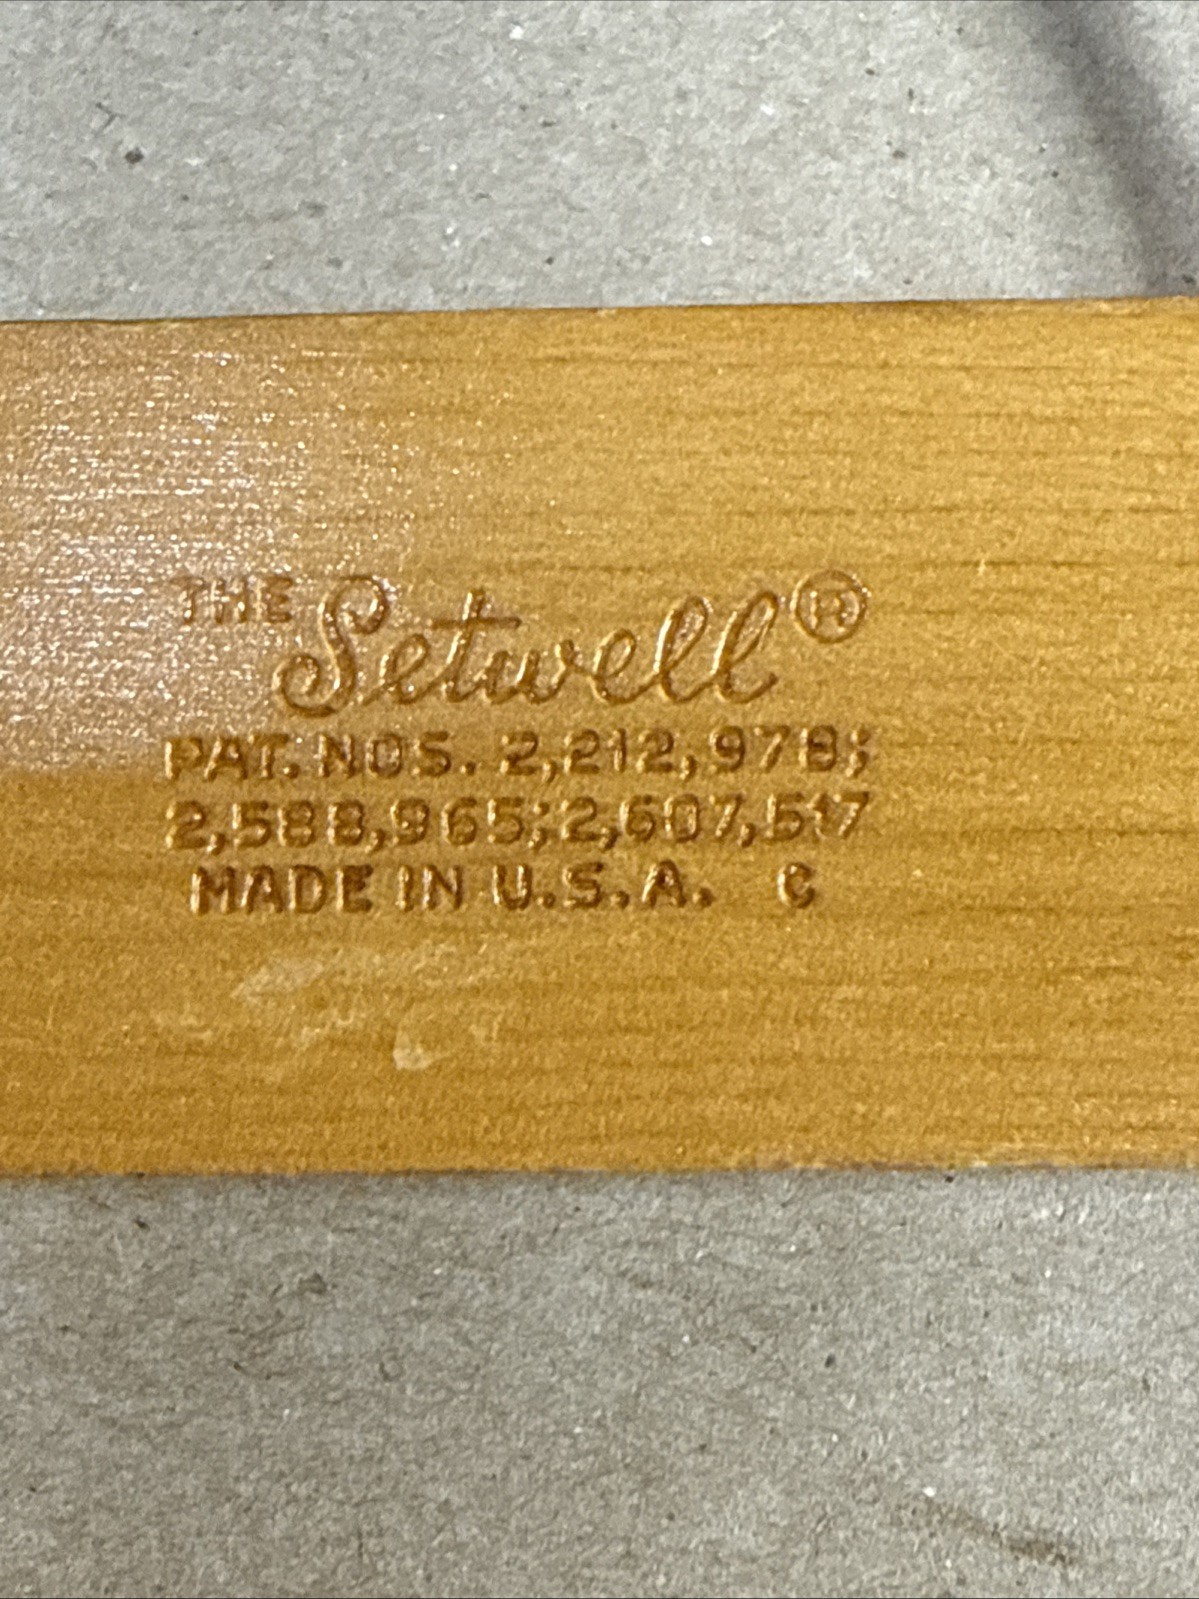 THE Setwell®
PAT. NOS. 2,212,978;
2,588,965; 2,607,517
MADE IN U.S.A. C